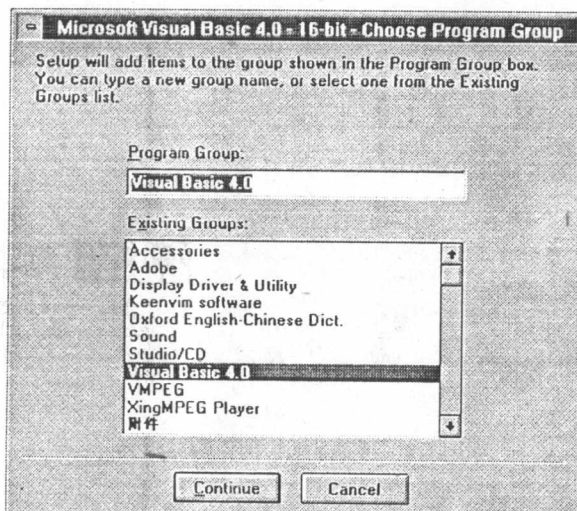 Microsoft Visual Basic 4.0 - 16-bit - Choose Program Group
Setup will add items to the group shown in the Program Group box.
You can type a new group name, or select one from the Existing
Groups list.
Program Group:
Visual Basic 4.0
Existing Groups:
Accessories
Adobe
Display Driver & Utility
Keenvim software
Oxford English-Chinese Dict.
Sound
Studio/CD
Visual Basic 4.0
VMPEG
XingMPEG Player
附件
Continue
Cancel